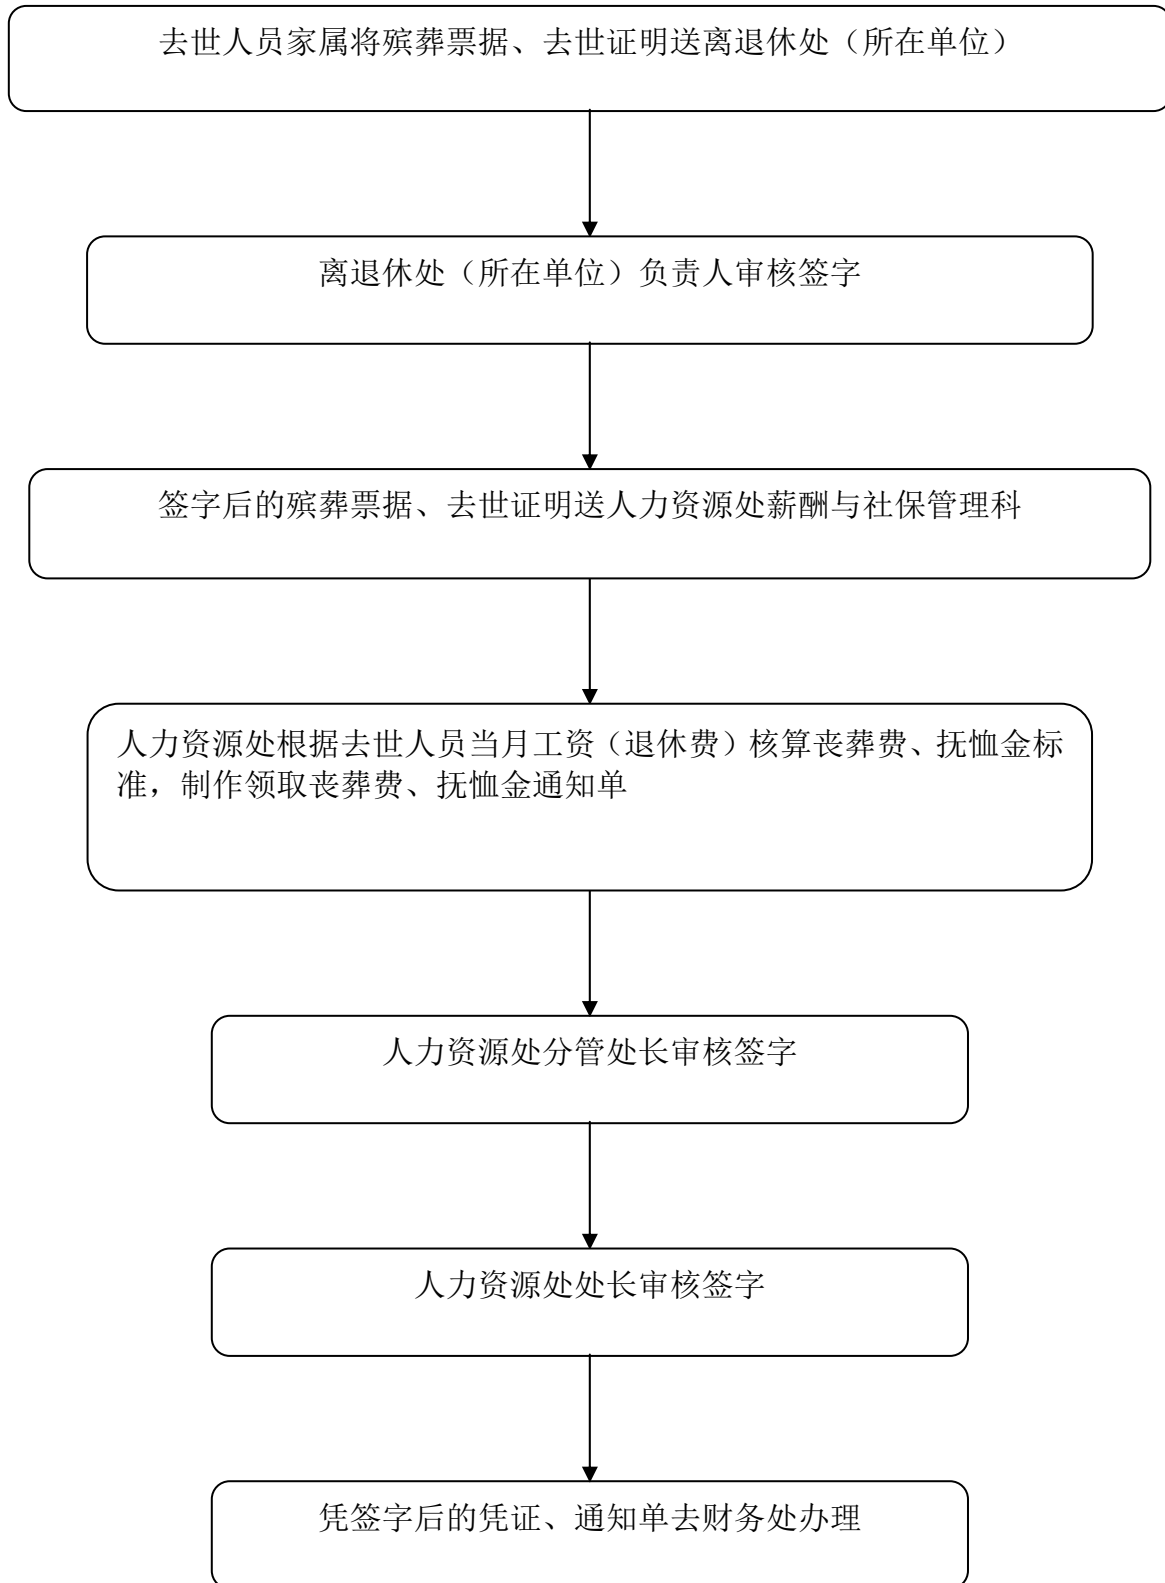 去世人员家属将殡葬票据、去世证明送离退休处（所在单位）
离退休处（所在单位）负责人审核签字
签字后的殡葬票据、去世证明送人力资源处薪酬与社保管理科
人力资源处根据去世人员当月工资（退休费）核算丧葬费、抚恤金标
准，制作领取丧葬费、抚恤金通知单
人力资源处分管处长审核签字
人力资源处处长审核签字
凭签字后的凭证、通知单去财务处办理